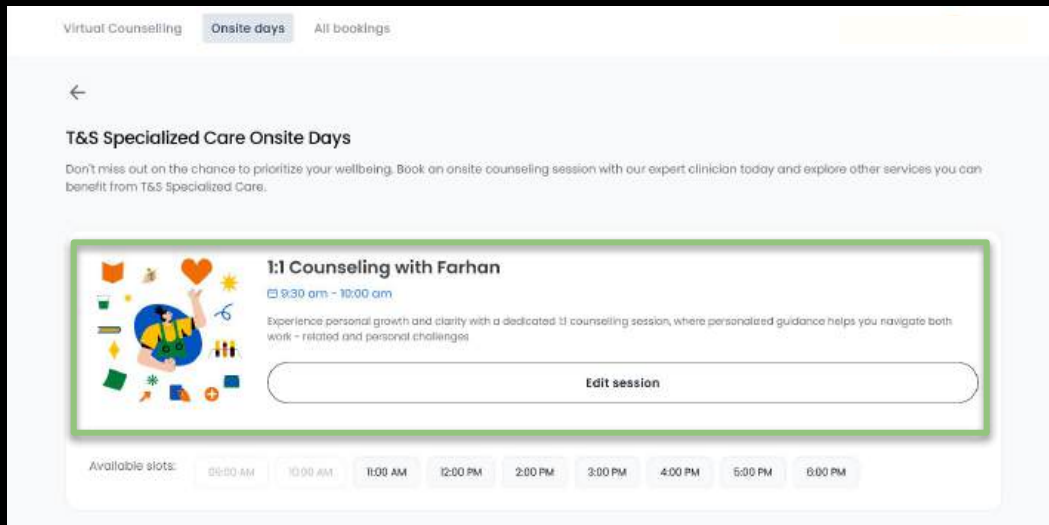 Virtual Counselling Onsite days All bookings
T&S Specialized Care Onsite Days
Don't miss out on the chance to prioritize your wellbeing. Book an onsite counseling session with our expert clinician today and explore other services you can
benefit from T&S Specialized Care.
1:1 Counseling with Farhan
9:30 am - 10:00 am
Experience personal growth and clarity with a dedicated 1:1 counselling session, where personalized guidance helps you navigate both
work - related and personal challenges
Edit session
Available slots: 09:00 AM 10:00 AM 11:00 AM 12:00 PM 2:00 PM 3:00 PM 4:00 PM 5:00 PM 6:00 PM